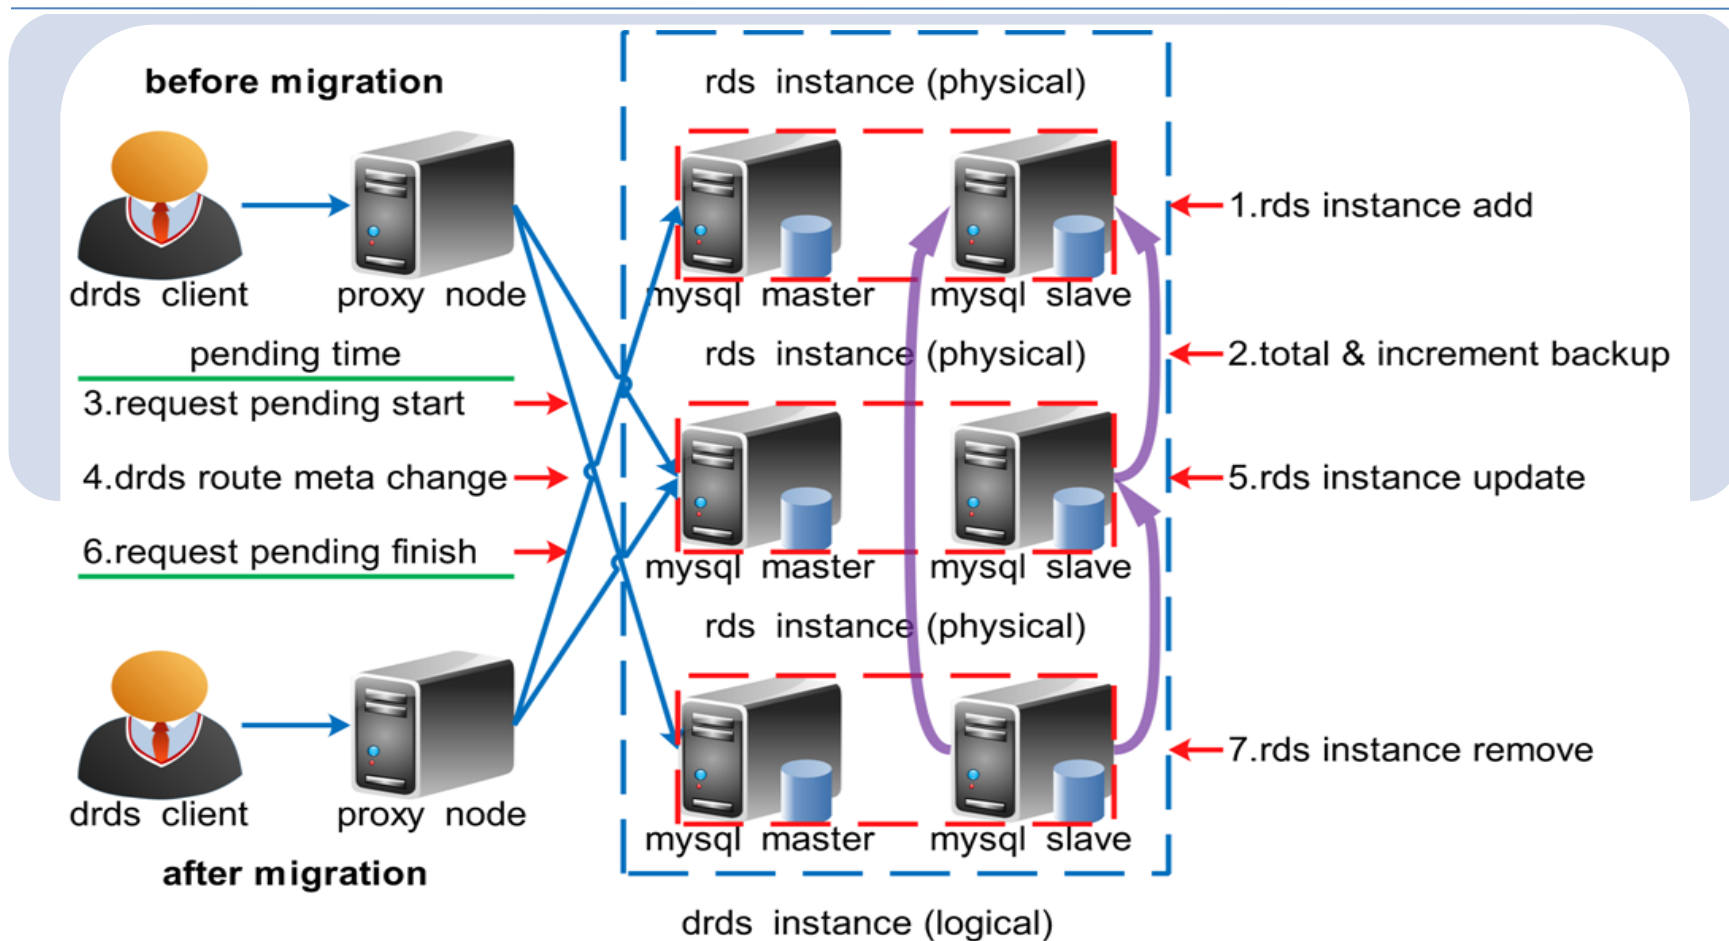 before migration
rds instance (physical)
drds client
proxy node
mysql master
mysql slave
1.rds instance add
pending time
rds instance (physical)
2.total & increment backup
3.request pending start
4.drds route meta change
5.rds instance update
6.request pending finish
mysql master
mysql slave
rds instance (physical)
7.rds instance remove
drds client
proxy node
mysql master
mysql slave
after migration
drds instance (logical)